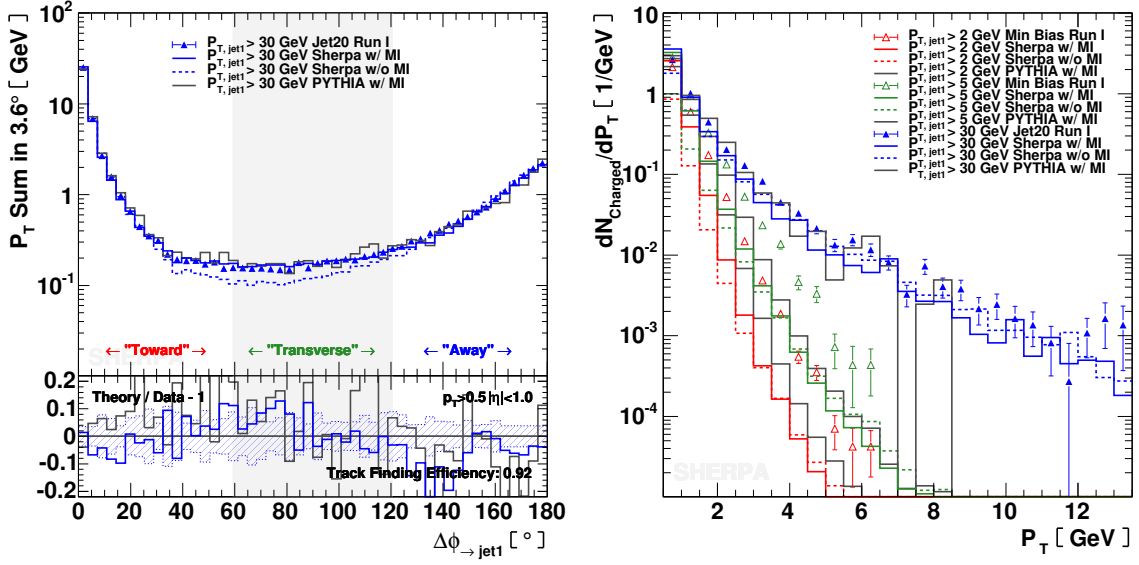 P_T Sum in 3.6° [ GeV ]
P_T, jet1 > 30 GeV Jet20 Run I
P_T, jet1 > 30 GeV Sherpa w/ MI
P_T, jet1 > 30 GeV Sherpa w/o MI
P_T, jet1 > 30 GeV PYTHIA w/ MI
10²
10
1
10⁻¹
SHERPA
← "Toward" →
← "Transverse" →
← "Away" →
Theory / Data - 1
p_T>0.5 |η|<1.0
Track Finding Efficiency: 0.92
0.2
0.1
0
-0.1
-0.2
0 20 40 60 80 100 120 140 160 180
Δϕ→ jet1 [ ° ]
dN_Charged/dP_T [ 1/GeV ]
P_T, jet1 > 2 GeV Min Bias Run I
P_T, jet1 > 2 GeV Sherpa w/ MI
P_T, jet1 > 2 GeV Sherpa w/o MI
P_T, jet1 > 2 GeV PYTHIA w/ MI
P_T, jet1 > 5 GeV Min Bias Run I
P_T, jet1 > 5 GeV Sherpa w/ MI
P_T, jet1 > 5 GeV Sherpa w/o MI
P_T, jet1 > 5 GeV PYTHIA w/ MI
P_T, jet1 > 30 GeV Jet20 Run I
P_T, jet1 > 30 GeV Sherpa w/ MI
P_T, jet1 > 30 GeV Sherpa w/o MI
P_T, jet1 > 30 GeV PYTHIA w/ MI
10
1
10⁻¹
10⁻²
10⁻³
10⁻⁴
SHERPA
2 4 6 8 10 12
P_T [ GeV ]